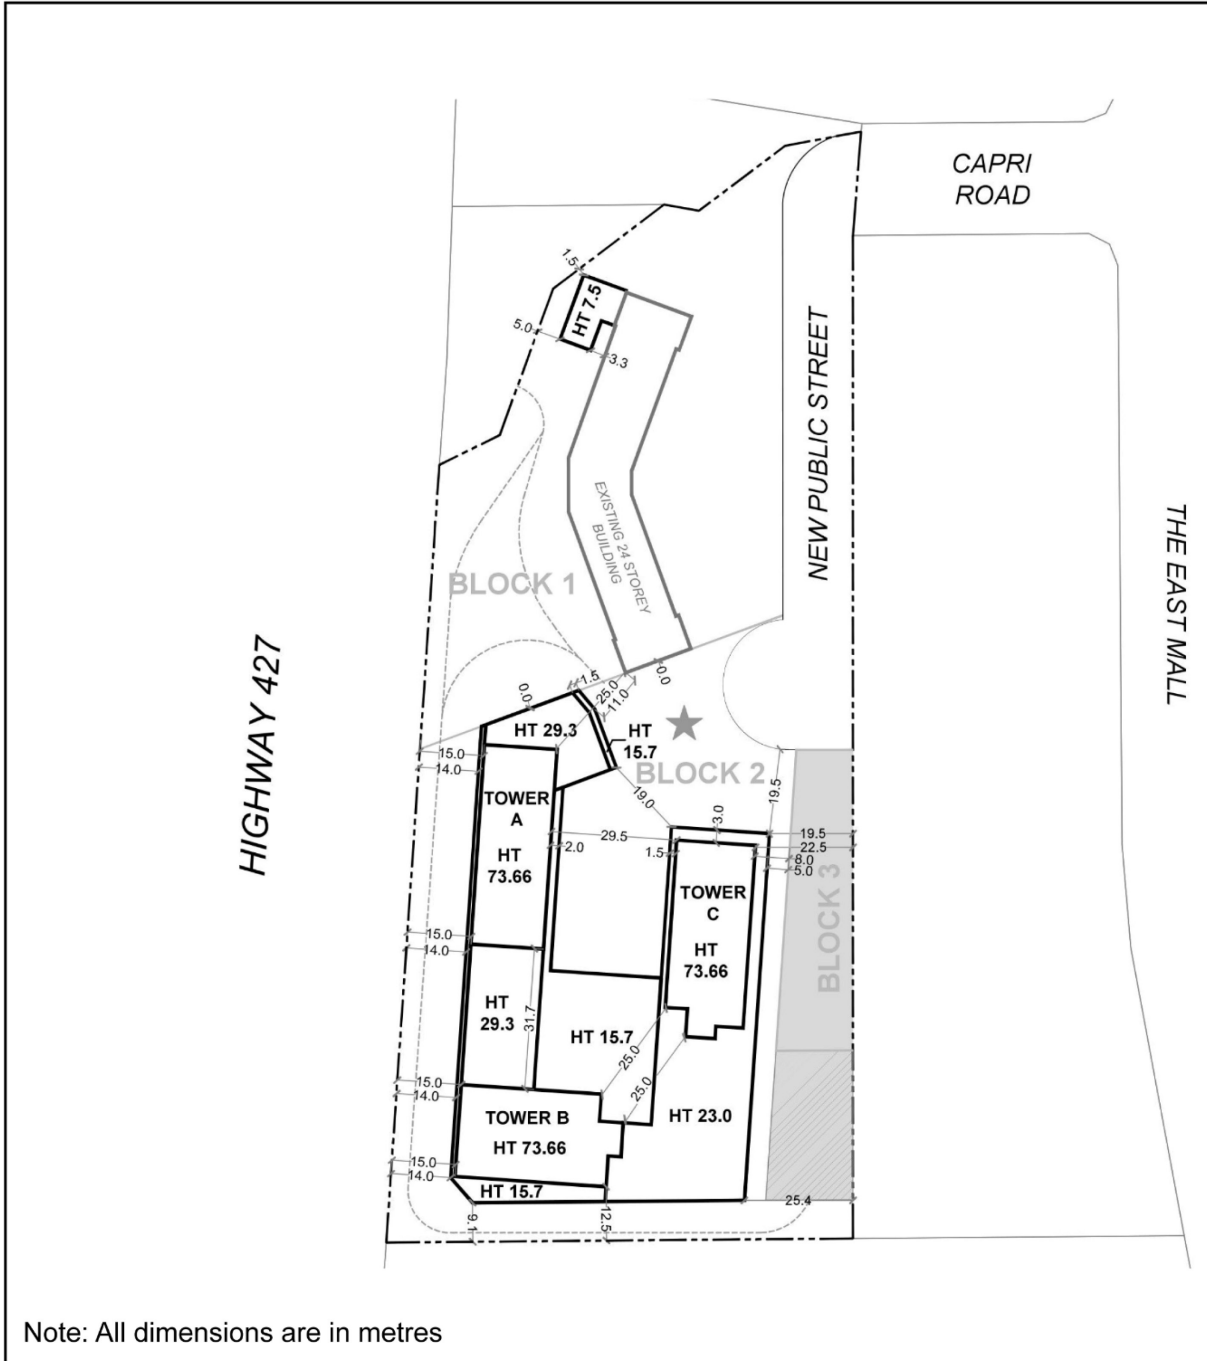 CAPRI
ROAD
1.5
HT 7.5
5.0
3.3
NEW PUBLIC STREET
EXISTING 24 STOREY
BUILDING
THE EAST MALL
BLOCK 1
HIGHWAY 427
0.0
1.5
25.0
11.0
0.0
HT 29.3
HT
15.7
BLOCK 2
15.0
14.0
19.0
19.5
TOWER
A
HT
73.66
29.5
2.0
1.5
3.0
19.5
22.5
8.0
5.0
TOWER
C
HT
73.66
BLOCK 3
15.0
14.0
HT
29.3
31.7
HT 15.7
25.0
25.0
15.0
14.0
TOWER B
HT 73.66
HT 23.0
15.0
14.0
HT 15.7
25.4
9.1
12.5
Note: All dimensions are in metres